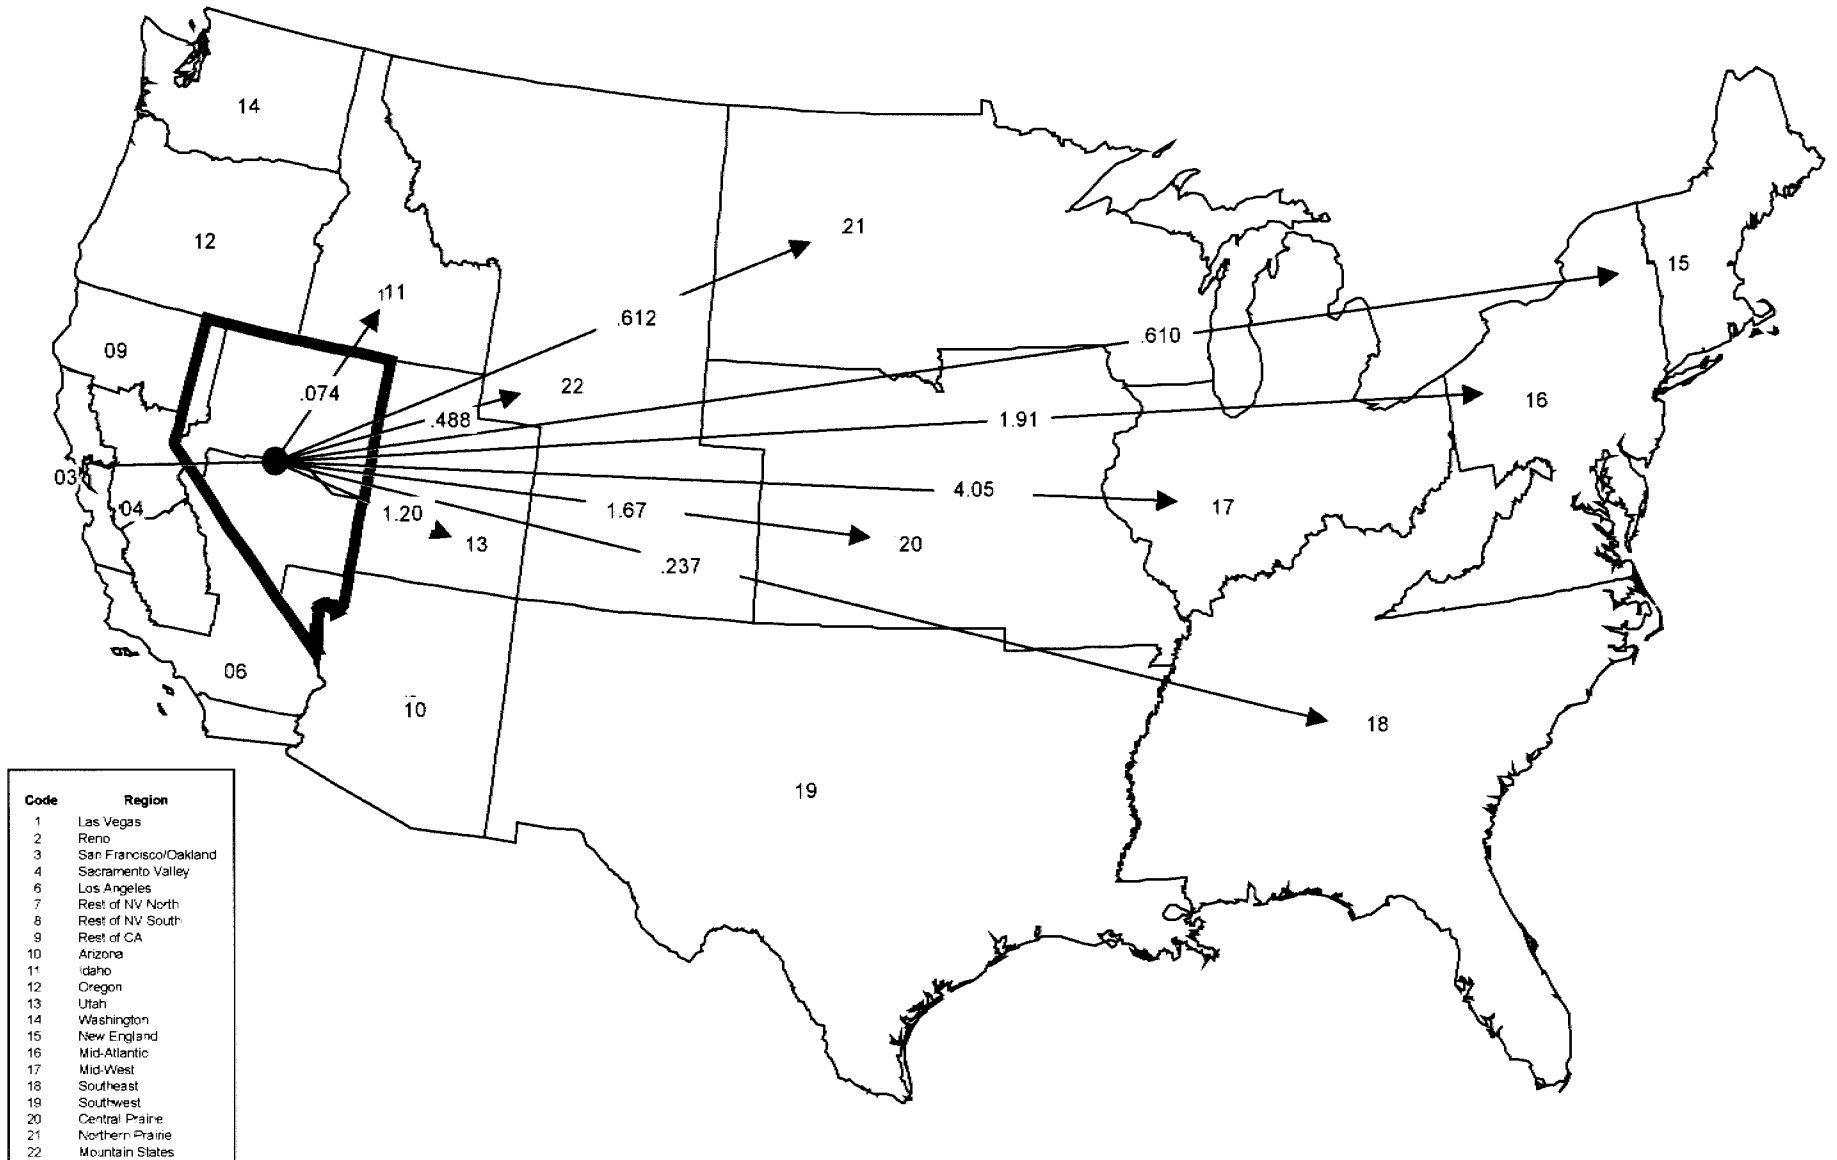 14
21
12
15
11
.612
.610
09
.074
22
16
.488
1.91
03
4.05
04
1.67
17
1.20
13
20
.237
06
10
18
19
Code Region
1 Las Vegas
2 Reno
3 San Francisco/Oakland
4 Sacramento Valley
6 Los Angeles
7 Rest of NV North
8 Rest of NV South
9 Rest of CA
10 Arizona
11 Idaho
12 Oregon
13 Utah
14 Washington
15 New England
16 Mid-Atlantic
17 Mid-West
18 Southeast
19 Southwest
20 Central Prairie
21 Northern Prairie
22 Mountain States